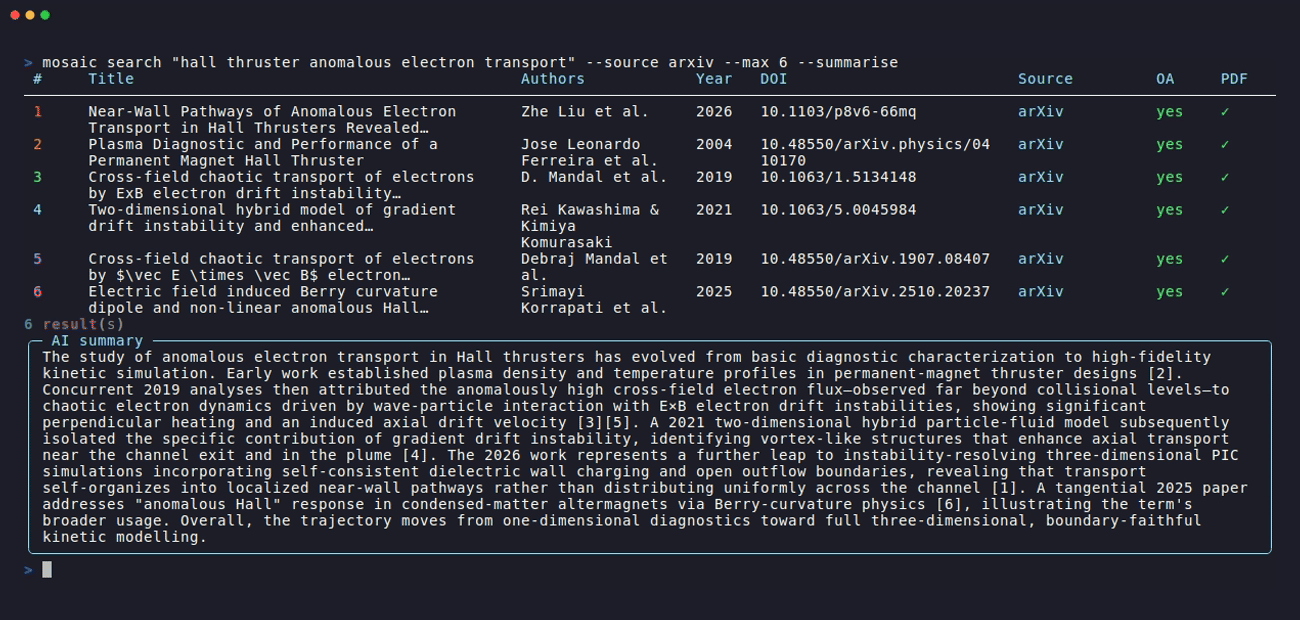 > mosaic search "hall thruster anomalous electron transport" --source arxiv --max 6 --summarise
# Title Authors Year DOI Source OA PDF
1 Near-Wall Pathways of Anomalous Electron Zhe Liu et al. 2026 10.1103/p8v6-66mq arXiv yes ✓
Transport in Hall Thrusters Revealed…
2 Plasma Diagnostic and Performance of a Jose Leonardo 2004 10.48550/arXiv.physics/04 arXiv yes ✓
Permanent Magnet Hall Thruster Ferreira et al. 10170
3 Cross-field chaotic transport of electrons D. Mandal et al. 2019 10.1063/1.5134148 arXiv yes ✓
by ExB electron drift instability…
4 Two-dimensional hybrid model of gradient Rei Kawashima & 2021 10.1063/5.0045984 arXiv yes ✓
drift instability and enhanced… Kimiya
Komurasaki
5 Cross-field chaotic transport of electrons Debraj Mandal et 2019 10.48550/arXiv.1907.08407 arXiv yes ✓
by $\vec E \times \vec B$ electron… al.
6 Electric field induced Berry curvature Srimayi 2025 10.48550/arXiv.2510.20237 arXiv yes ✓
dipole and non-linear anomalous Hall… Korrapati et al.
6 result(s)
AI summary
The study of anomalous electron transport in Hall thrusters has evolved from basic diagnostic characterization to high-fidelity
kinetic simulation. Early work established plasma density and temperature profiles in permanent-magnet thruster designs [2].
Concurrent 2019 analyses then attributed the anomalously high cross-field electron flux—observed far beyond collisional levels—to
chaotic electron dynamics driven by wave-particle interaction with E×B electron drift instabilities, showing significant
perpendicular heating and an induced axial drift velocity [3][5]. A 2021 two-dimensional hybrid particle-fluid model subsequently
isolated the specific contribution of gradient drift instability, identifying vortex-like structures that enhance axial transport
near the channel exit and in the plume [4]. The 2026 work represents a further leap to instability-resolving three-dimensional PIC
simulations incorporating self-consistent dielectric wall charging and open outflow boundaries, revealing that transport
self-organizes into localized near-wall pathways rather than distributing uniformly across the channel [1]. A tangential 2025 paper
addresses "anomalous Hall" response in condensed-matter altermagnets via Berry-curvature physics [6], illustrating the term's
broader usage. Overall, the trajectory moves from one-dimensional diagnostics toward full three-dimensional, boundary-faithful
kinetic modelling.
>